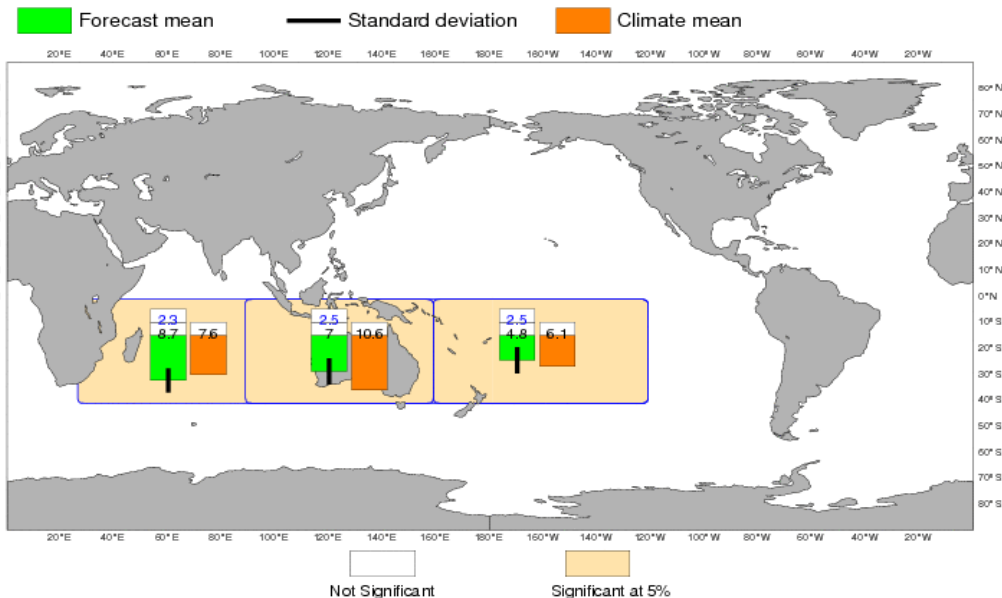 Forecast mean Standard deviation Climate mean
20°E 40°E 60°E 80°E 100°E 120°E 140°E 160°E 180°E 160°W 140°W 120°W 100°W 80°W 60°W 40°W 20°W
80° N
70° N
60° N
50° N
40° N
30° N
20° N
10° N
0° N
2.3 2.5 2.5
8.7 7.6 7 10.6 4.8 6.1
10° S
20° S
30° S
40° S
50° S
60° S
70° S
80° S
20°E 40°E 60°E 80°E 100°E 120°E 140°E 160°E 180°E 160°W 140°W 120°W 100°W 80°W 60°W 40°W 20°W
Not Significant Significant at 5%